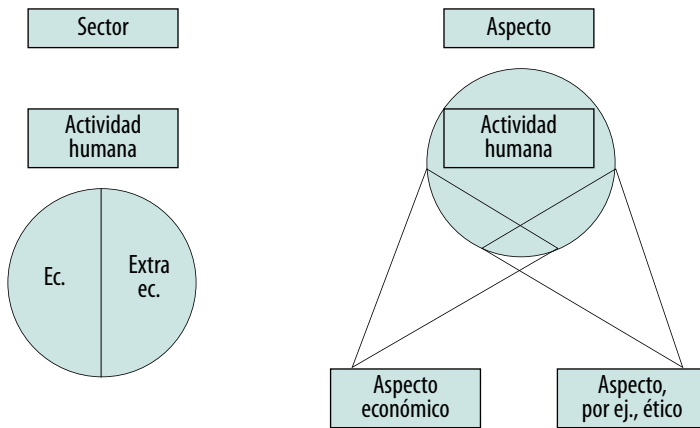 Sector
Actividad
humana
Ec.
Extra
ec.
Aspecto
Actividad
humana
Aspecto
económico
Aspecto,
por ej., ético